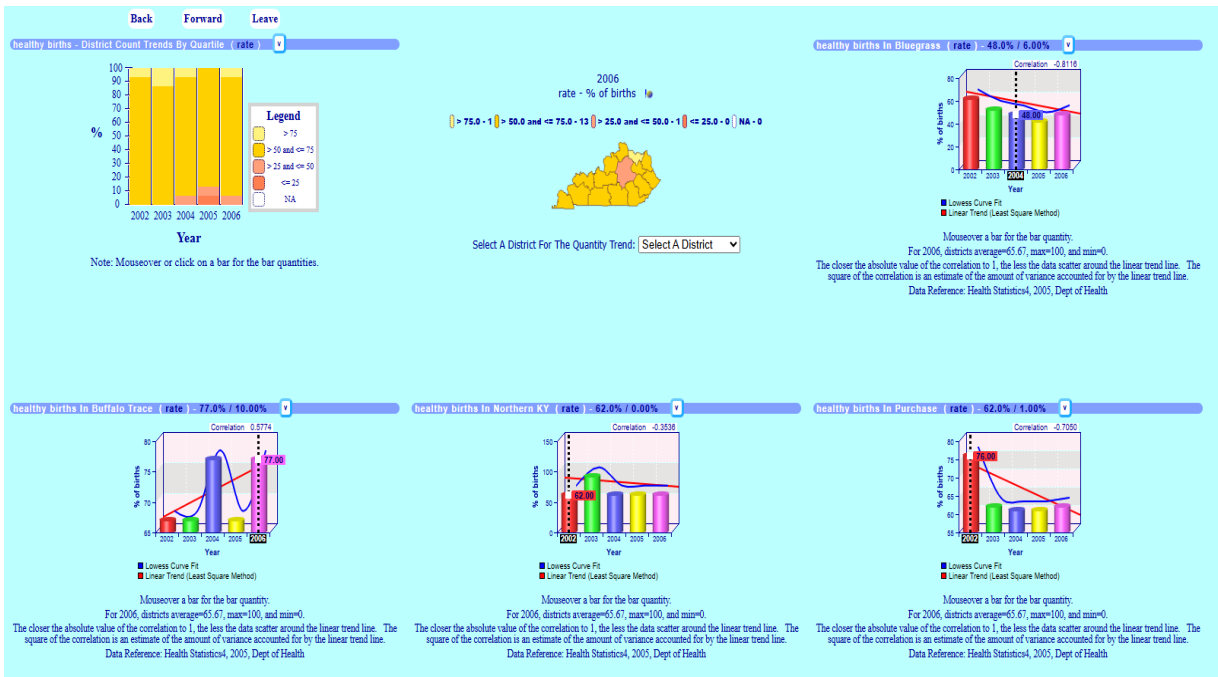 Back Forward Leave
healthy births - District Count Trends By Quartile ( rate ) v
100
90
80
70
60
50
40
30
20
10
0
%
2002 2003 2004 2005 2006
Year
Legend
> 75
> 50 and <= 75
> 25 and <= 50
<= 25
NA
Note: Mouseover or click on a bar for the bar quantities.
2006
rate - % of births
> 75.0 - 1 > 50.0 and <= 75.0 - 13 > 25.0 and <= 50.0 - 1 <= 25.0 - 0 NA - 0
Select A District For The Quantity Trend: Select A District
healthy births In Bluegrass ( rate ) - 48.0% / 6.00% v
Correlation -0.8116
80
60
40
20
0
% of births
48.00
2002 2003 2004 2005 2006
Year
Lowess Curve Fit
Linear Trend (Least Square Method)
Mouseover a bar for the bar quantity.
For 2006, districts average=65.67, max=100, and min=0.
The closer the absolute value of the correlation to 1, the less the data scatter around the linear trend line. The
square of the correlation is an estimate of the amount of variance accounted for by the linear trend line.
Data Reference: Health Statistics4, 2005, Dept of Health
healthy births In Buffalo Trace ( rate ) - 77.0% / 10.00% v
Correlation 0.5774
80
75
70
65
% of births
77.00
2002 2003 2004 2005 2006
Year
Lowess Curve Fit
Linear Trend (Least Square Method)
Mouseover a bar for the bar quantity.
For 2006, districts average=65.67, max=100, and min=0.
The closer the absolute value of the correlation to 1, the less the data scatter around the linear trend line. The
square of the correlation is an estimate of the amount of variance accounted for by the linear trend line.
Data Reference: Health Statistics4, 2005, Dept of Health
healthy births In Northern KY ( rate ) - 62.0% / 0.00% v
Correlation -0.3536
150
100
50
0
% of births
62.00
2002 2003 2004 2005 2006
Year
Lowess Curve Fit
Linear Trend (Least Square Method)
Mouseover a bar for the bar quantity.
For 2006, districts average=65.67, max=100, and min=0.
The closer the absolute value of the correlation to 1, the less the data scatter around the linear trend line. The
square of the correlation is an estimate of the amount of variance accounted for by the linear trend line.
Data Reference: Health Statistics4, 2005, Dept of Health
healthy births In Purchase ( rate ) - 62.0% / 1.00% v
Correlation -0.7050
80
75
70
65
60
55
% of births
76.00
2002 2003 2004 2005 2006
Year
Lowess Curve Fit
Linear Trend (Least Square Method)
Mouseover a bar for the bar quantity.
For 2006, districts average=65.67, max=100, and min=0.
The closer the absolute value of the correlation to 1, the less the data scatter around the linear trend line. The
square of the correlation is an estimate of the amount of variance accounted for by the linear trend line.
Data Reference: Health Statistics4, 2005, Dept of Health